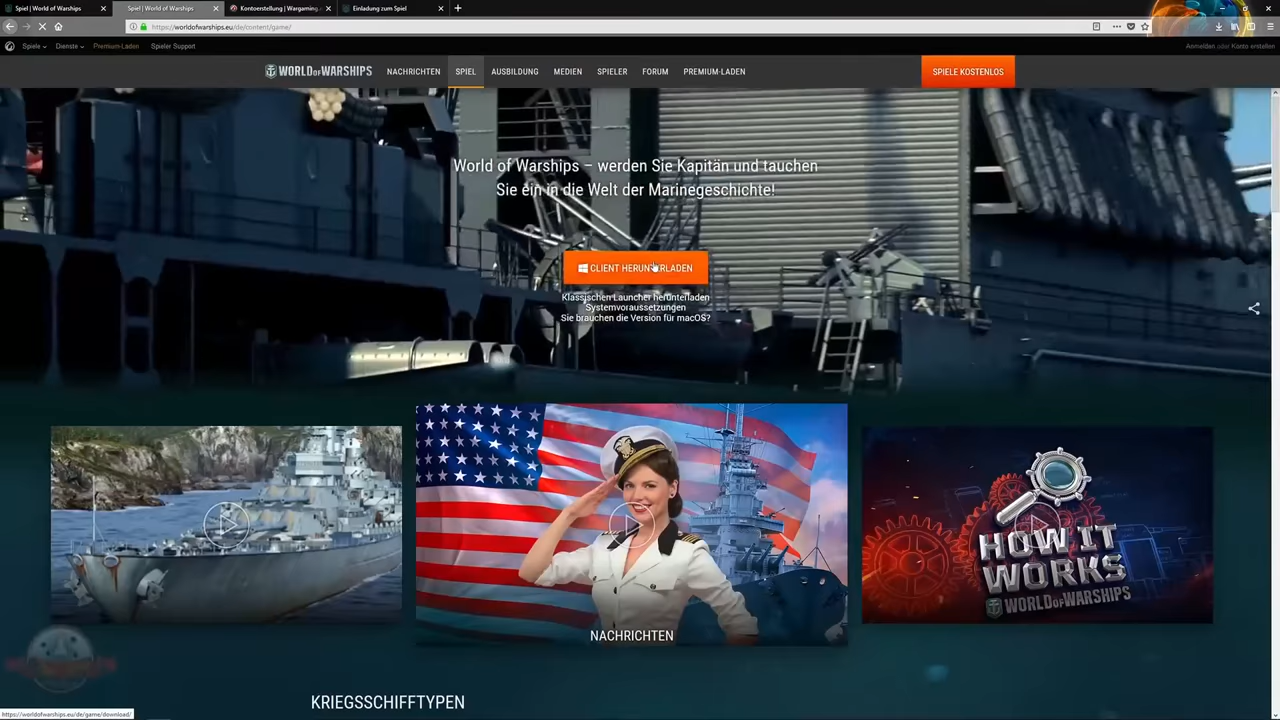 Spiel | World of Warships
Spiel | World of Warships
Kontoerstellung | Wargaming
Einladung zum Spiel
https://worldofwarships.eu/de/content/game/
Spiele
Dienste
Premium-Laden
Spieler Support
Anmelden oder Konto erstellen
WORLD OF WARSHIPS
NACHRICHTEN
SPIEL
AUSBILDUNG
MEDIEN
SPIELER
FORUM
PREMIUM-LADEN
SPIELE KOSTENLOS
World of Warships – werden Sie Kapitän und tauchen
Sie ein in die Welt der Marinegeschichte!
CLIENT HERUNTERLADEN
Klassischen Launcher herunterladen
Systemvoraussetzungen
Sie brauchen die Version für macOS?
HOW IT
WORKS
WORLD OF WARSHIPS
NACHRICHTEN
KRIEGSSCHIFFTYPEN
https://worldofwarships.eu/de/game/download/